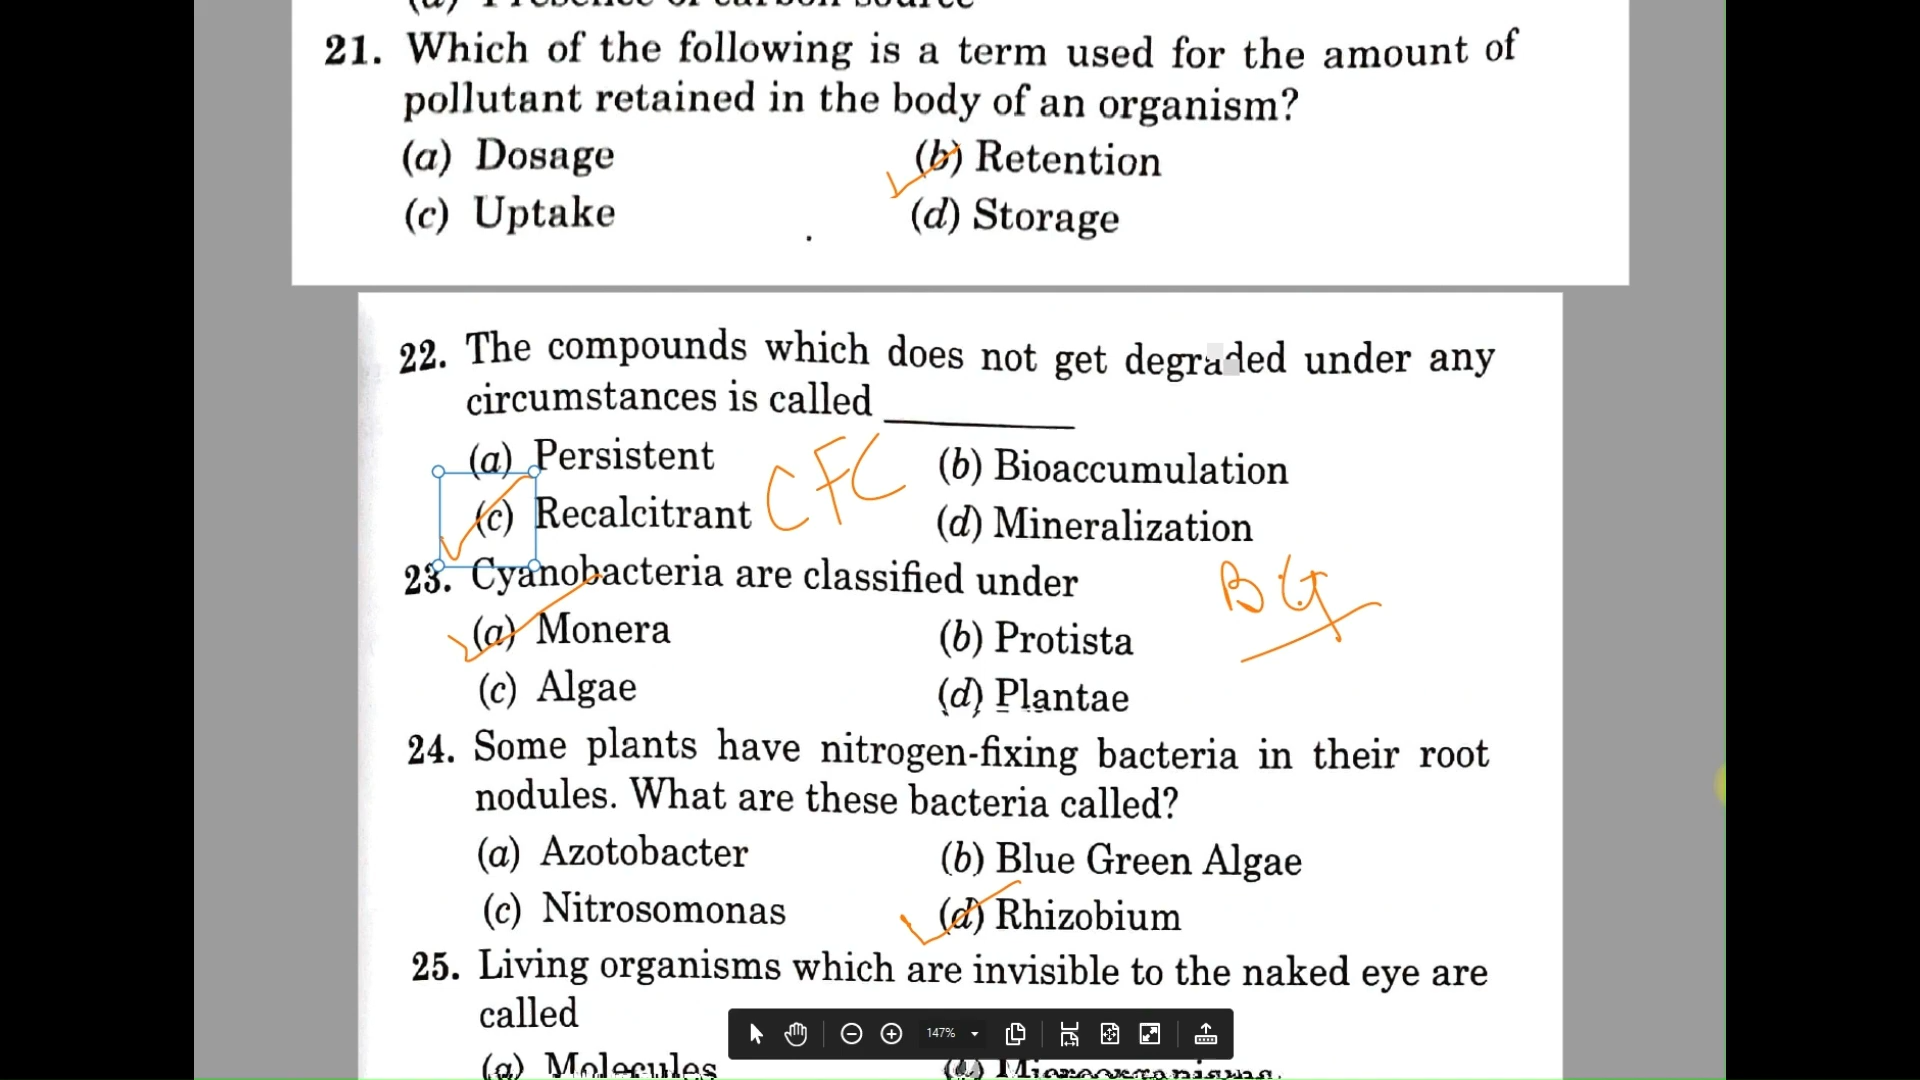 21. Which of the following is a term used for the amount of
pollutant retained in the body of an organism?
(a) Dosage (b) Retention
(c) Uptake (d) Storage
22. The compounds which does not get degraded under any
circumstances is called ________
(a) Persistent (b) Bioaccumulation
CFC
(c) Recalcitrant (d) Mineralization
23. Cyanobacteria are classified under
BG
(a) Monera (b) Protista
(c) Algae (d) Plantae
24. Some plants have nitrogen-fixing bacteria in their root
nodules. What are these bacteria called?
(a) Azotobacter (b) Blue Green Algae
(c) Nitrosomonas (d) Rhizobium
25. Living organisms which are invisible to the naked eye are
called
147%
(a) Molecules